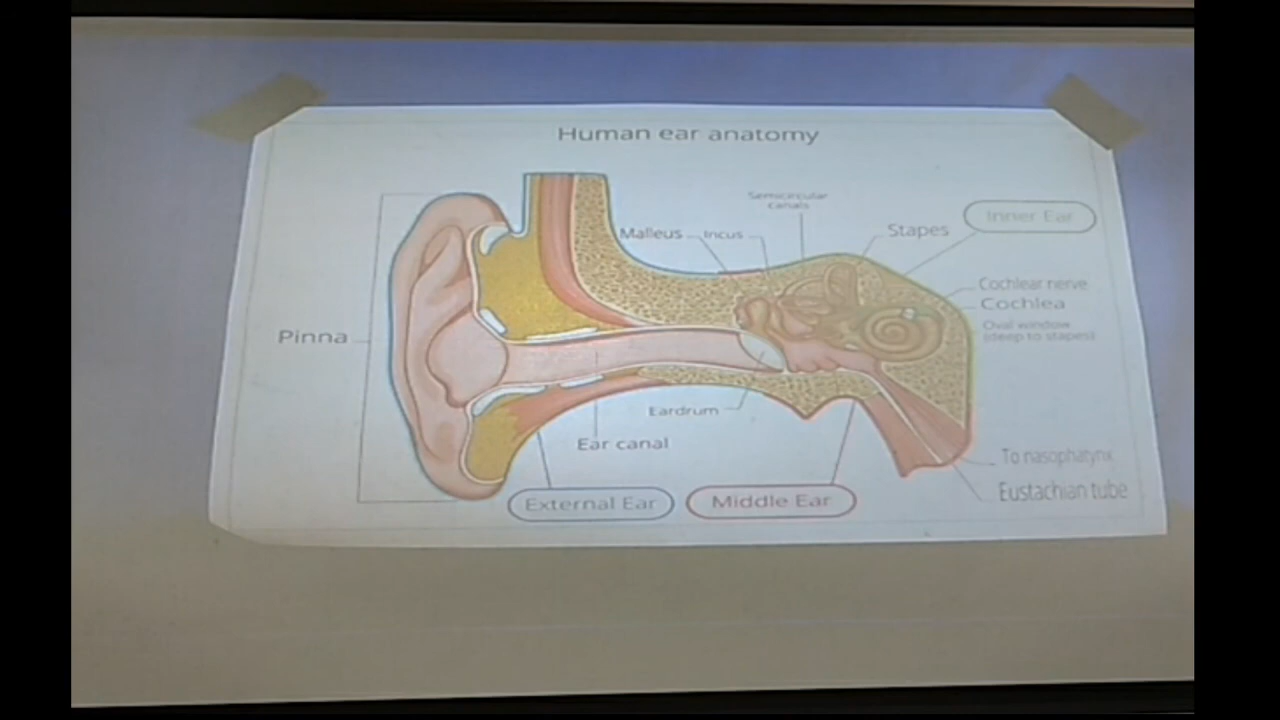 Human ear anatomy
Semicircular
canals
Inner Ear
Malleus
Incus
Stapes
Cochlear nerve
Cochlea
Oval window
(deep to stapes)
Pinna
Eardrum
Ear canal
To nasopharynx
Eustachian tube
External Ear
Middle Ear